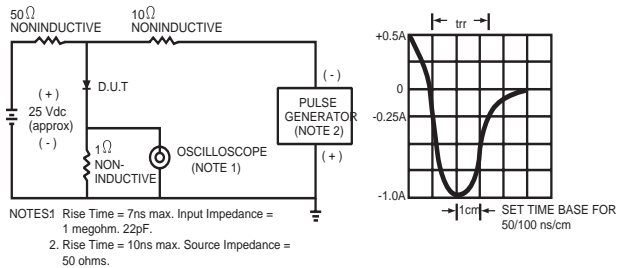 50Ω
NONINDUCTIVE
10Ω
NONINDUCTIVE
(+)
25 Vdc
(approx)
(-)
D.U.T
1Ω
NON-
INDUCTIVE
OSCILLOSCOPE
(NOTE 1)
(-)
PULSE
GENERATOR
(NOTE 2)
(+)
trr
+0.5A
0
-0.25A
-1.0A
1cm
SET TIME BASE FOR
50/100 ns/cm
NOTES:1 Rise Time = 7ns max. Input Impedance =
1 megohm. 22pF.
2. Rise Time = 10ns max. Source Impedance =
50 ohms.